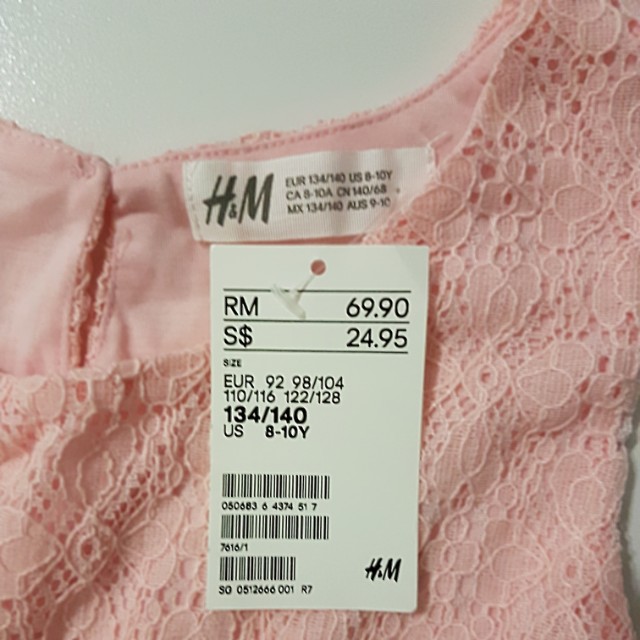 H&M
EUR 134/140 US 8-10Y
CA 8-10A CN 140/68
MX 134/140 AUS 9-10
RM 69.90
S$ 24.95
SIZE
EUR 92 98/104
110/116 122/128
134/140
US 8-10Y
050683 6 4374 51 7
7616/1
H&M
SG 0512666 001 R7